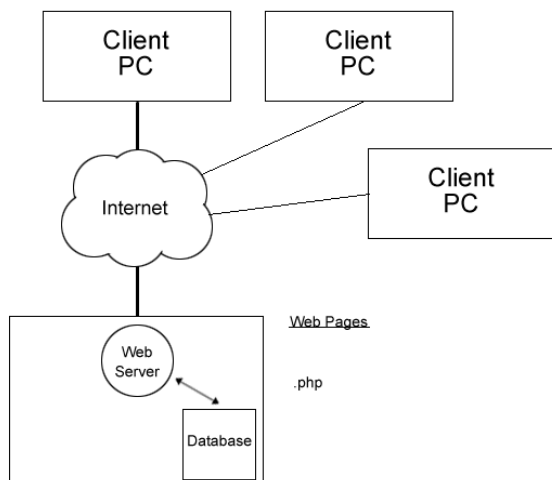 Client
PC
Client
PC
Client
PC
Internet
Web Pages
Web
Server
.php
Database